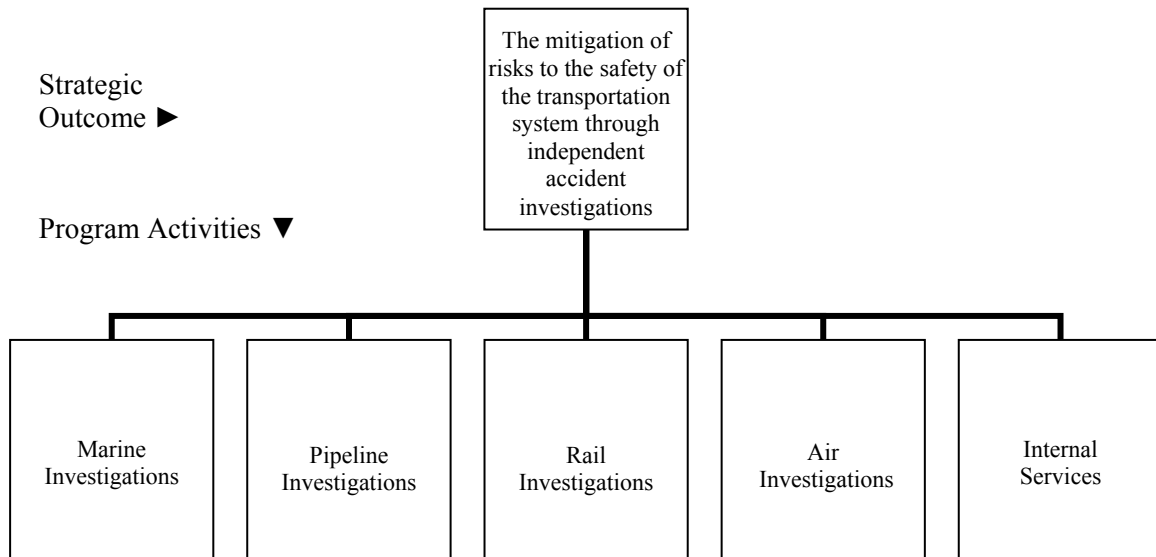 The mitigation of
risks to the safety of
the transportation
system through
independent
accident
investigations
Strategic
Outcome ►
Program Activities ▼
Marine
Investigations
Pipeline
Investigations
Rail
Investigations
Air
Investigations
Internal
Services